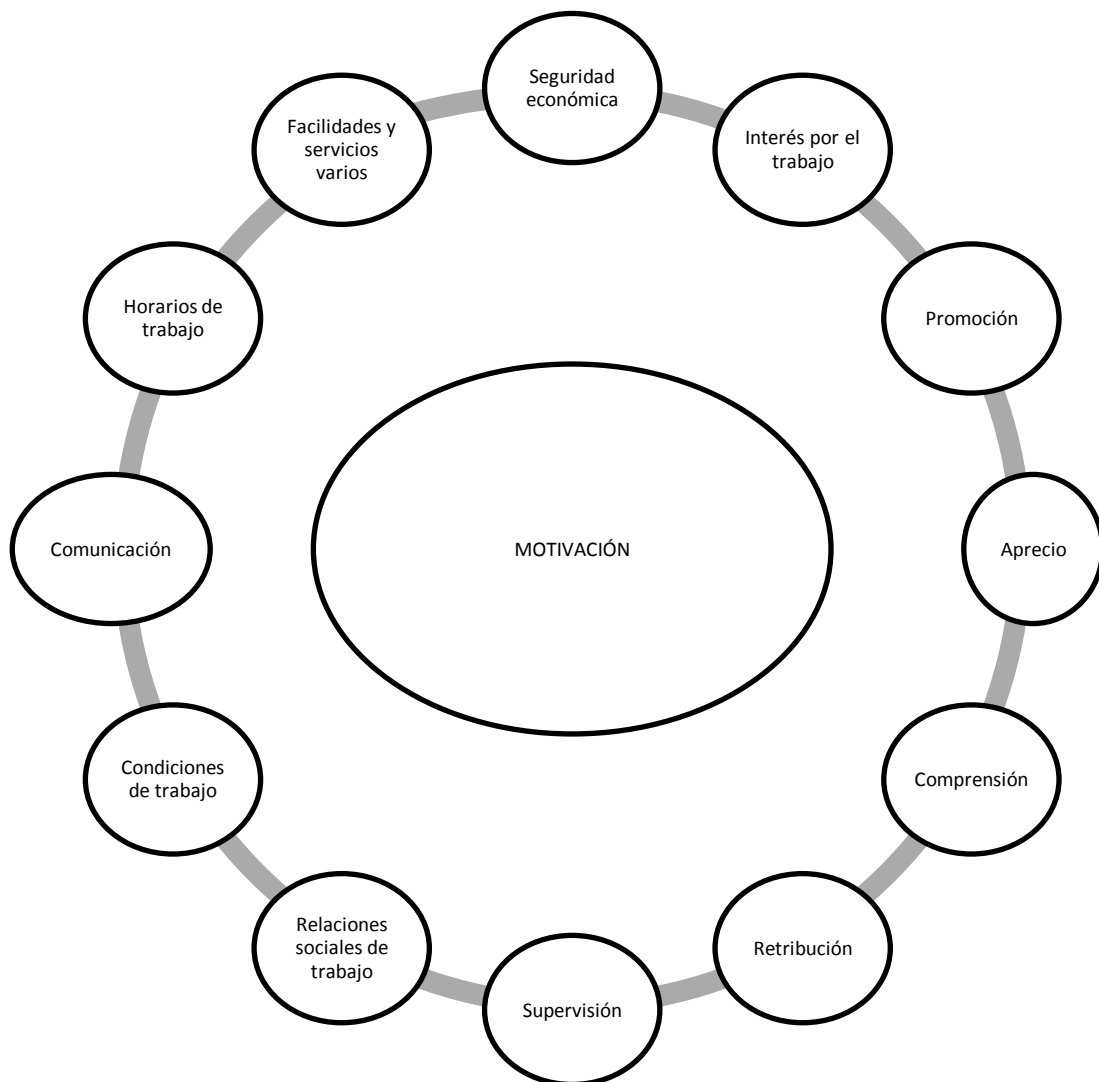 Seguridad
económica
Interés por el
trabajo
Promoción
Aprecio
Comprensión
Retribución
Supervisión
Relaciones
sociales de
trabajo
Condiciones
de trabajo
Comunicación
Horarios de
trabajo
Facilidades y
servicios
varios
MOTIVACIÓN